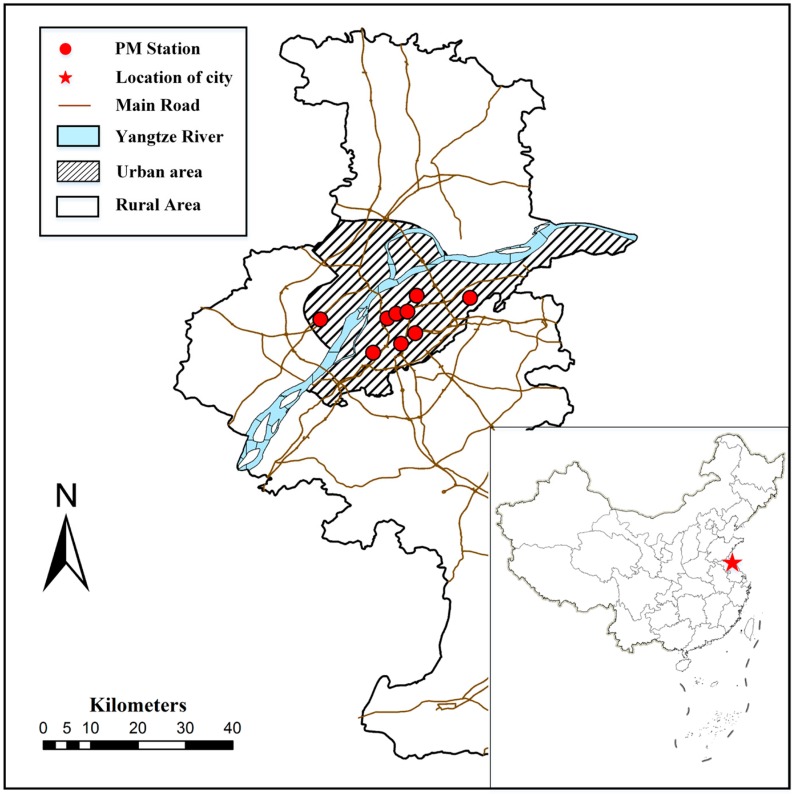 PM Station
Location of city
Main Road
Yangtze River
Urban area
Rural Area
N
Kilometers
0 5 10 20 30 40